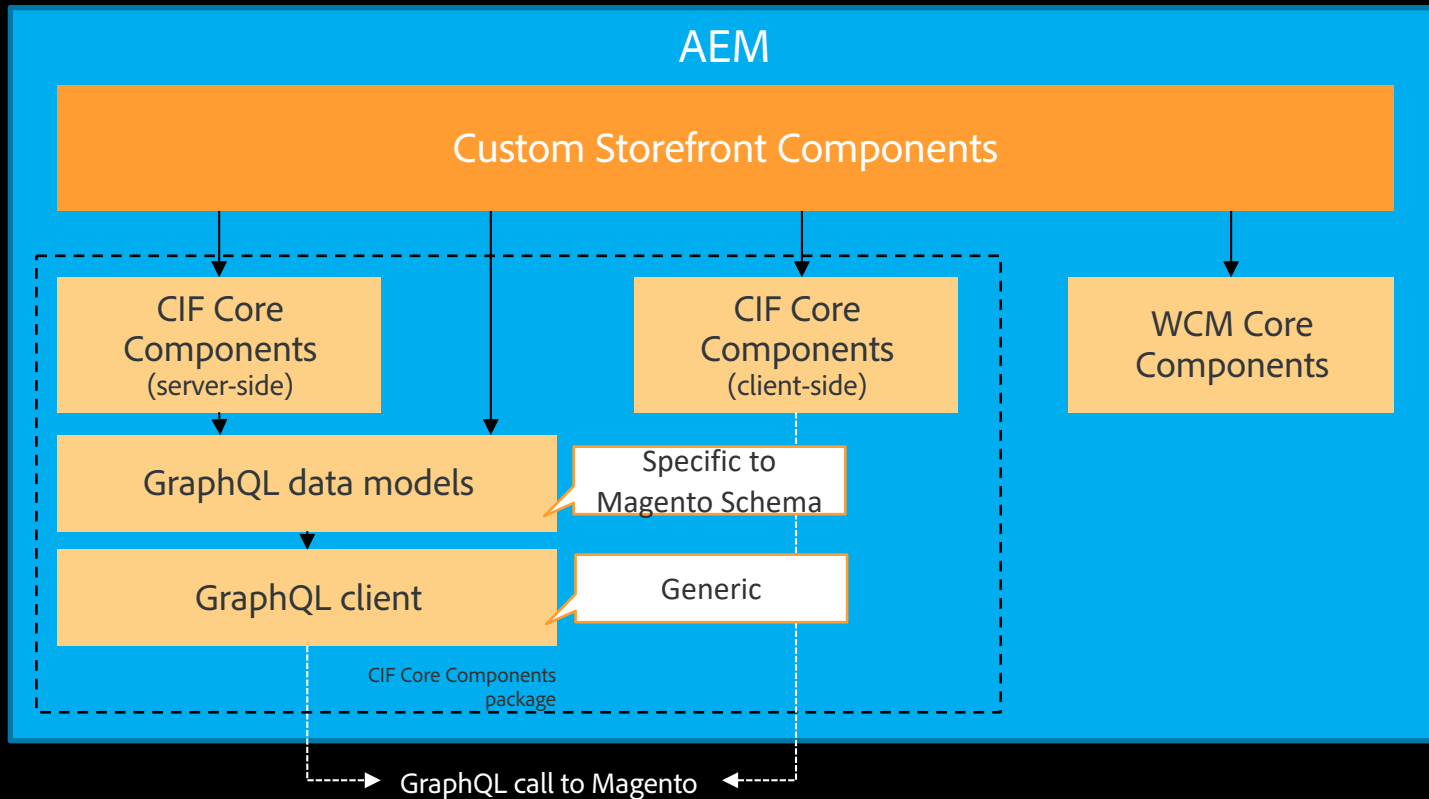 AEM
Custom Storefront Components
CIF Core
Components
(server-side)
CIF Core
Components
(client-side)
WCM Core
Components
GraphQL data models
Specific to
Magento Schema
GraphQL client
Generic
CIF Core Components
package
GraphQL call to Magento